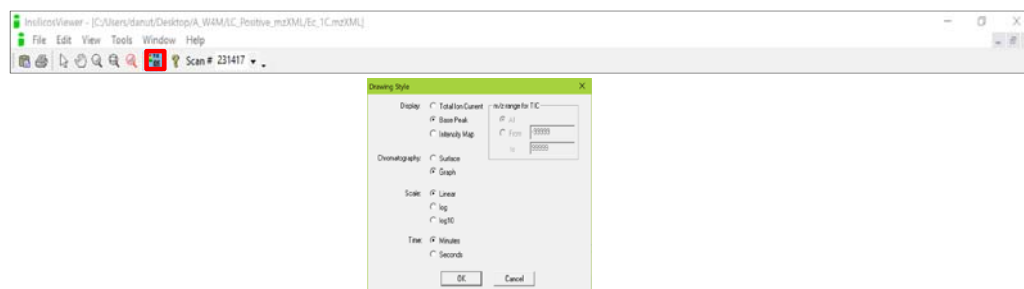 InsilicosViewer - [C:/Users/danut/Desktop/A_W4M/LC_Positive_mzXML/Ec_1C.mzXML]
File Edit View Tools Window Help
Scan # 231417
Drawing Style
Display: Total Ion Current m/z range for TIC
Base Peak All
Intensity Map From -99999
to 99999
Chromatography: Surface
Graph
Scale: Linear
log
log10
Time: Minutes
Seconds
OK Cancel